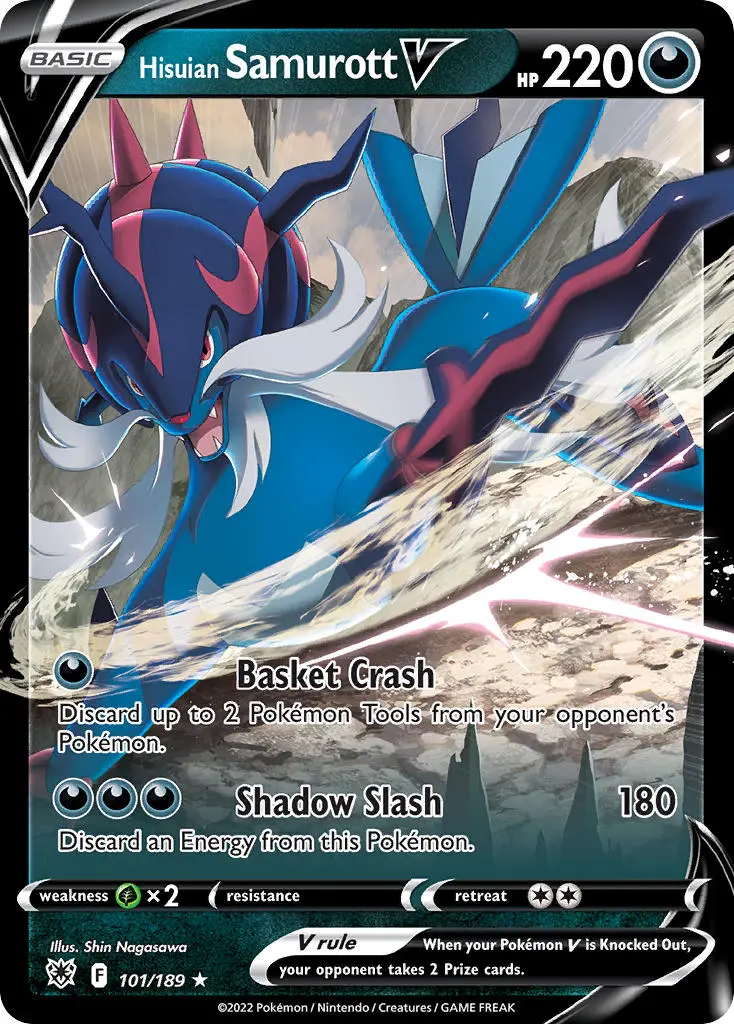 BASIC
Hisuian Samurott V
HP 220
Basket Crash
Discard up to 2 Pokémon Tools from your opponent's
Pokémon.
Shadow Slash 180
Discard an Energy from this Pokémon.
weakness ×2 resistance retreat
Illus. Shin Nagasawa
V rule When your Pokémon V is Knocked Out,
your opponent takes 2 Prize cards.
F 101/189 ★
©2022 Pokémon / Nintendo / Creatures / GAME FREAK